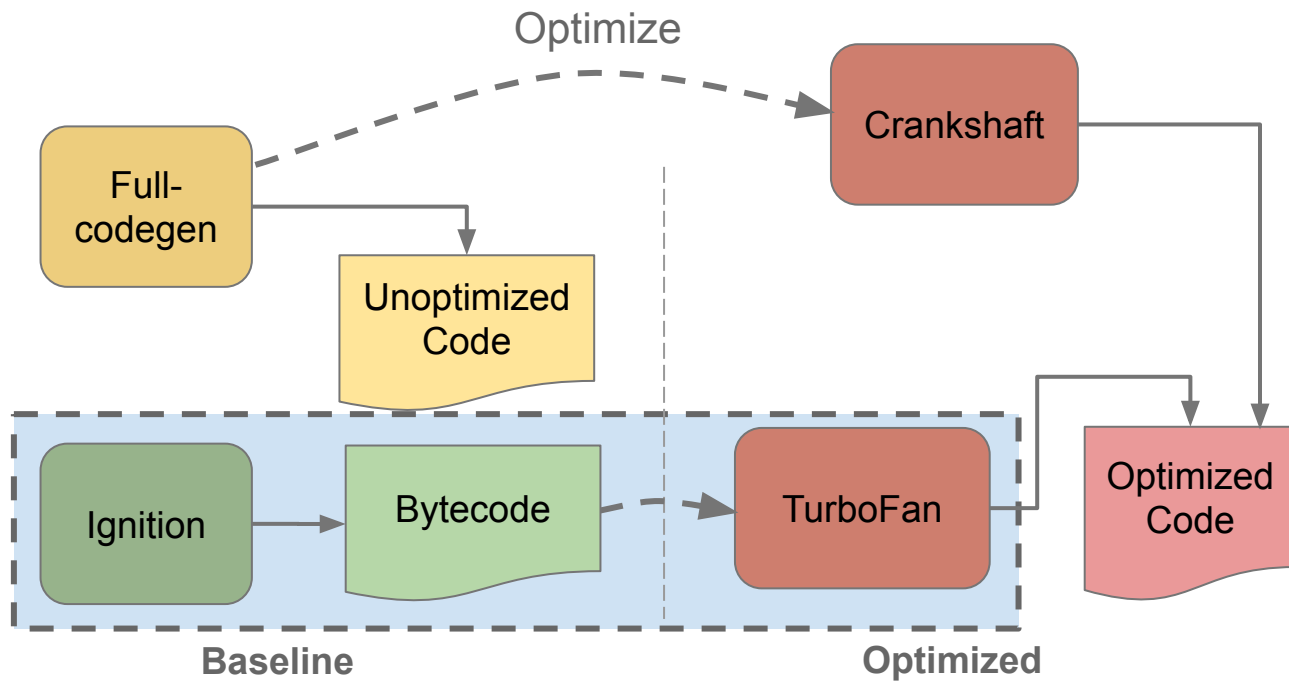 Optimize
Crankshaft
Full-
codegen
Unoptimized
Code
Ignition
Bytecode
TurboFan
Optimized
Code
Baseline
Optimized